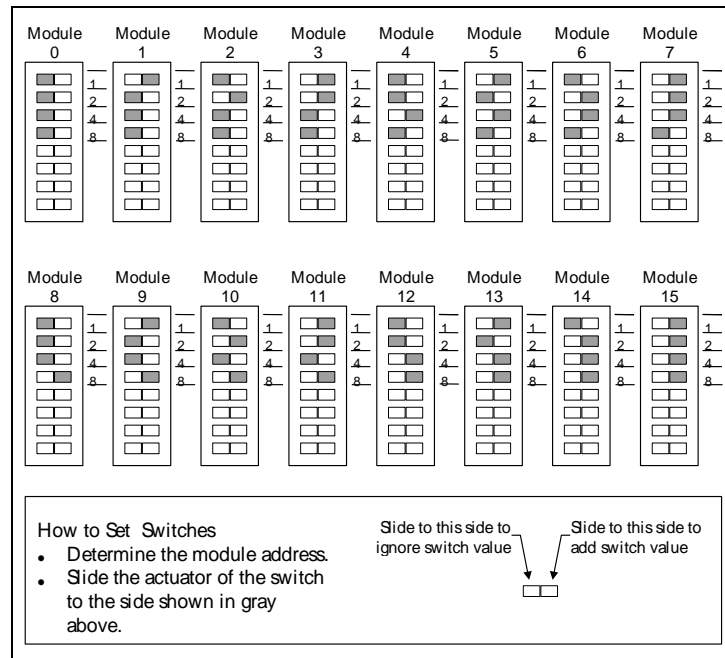 Module Module Module Module Module Module Module Module
0 1 2 3 4 5 6 7
1 1 1 1 1 1 1 1
2 2 2 2 2 2 2 2
4 4 4 4 4 4 4 4
8 8 8 8 8 8 8 8
Module Module Module Module Module Module Module Module
8 9 10 11 12 13 14 15
1 1 1 1 1 1 1 1
2 2 2 2 2 2 2 2
4 4 4 4 4 4 4 4
8 8 8 8 8 8 8 8
How to Set Switches
• Determine the module address.
• Slide the actuator of the switch
to the side shown in gray
above.
Slide to this side to
ignore switch value
Slide to this side to
add switch value